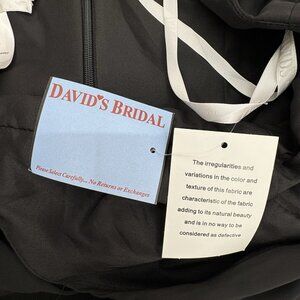 DAVID'S BRIDAL
Please Select Carefully... No Returns or Exchanges
The irregularities and
variations in the color and
texture of this fabric are
characteristic of the fabric
adding to its natural beauty
and is in no way to be
considered as defective